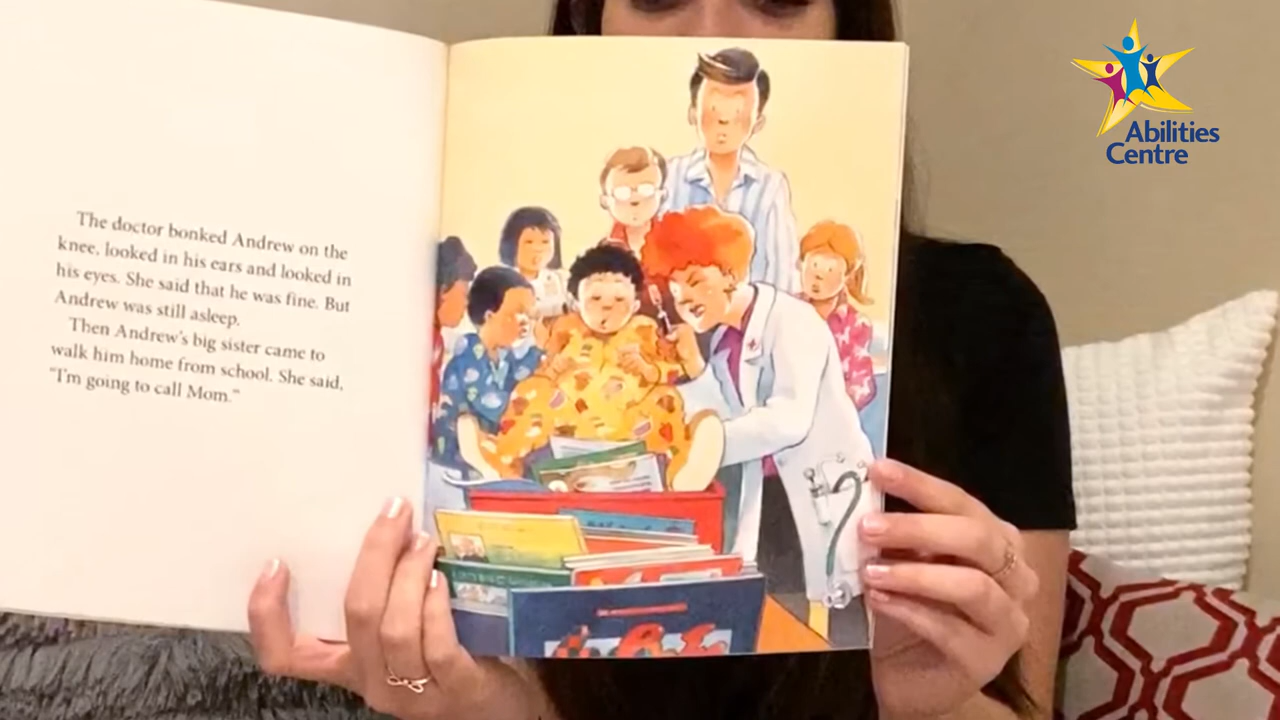 The doctor bonked Andrew on the
knee, looked in his ears and looked in
his eyes. She said that he was fine. But
Andrew was still asleep.
Then Andrew's big sister came to
walk him home from school. She said,
"I'm going to call Mom."
Abilities
Centre